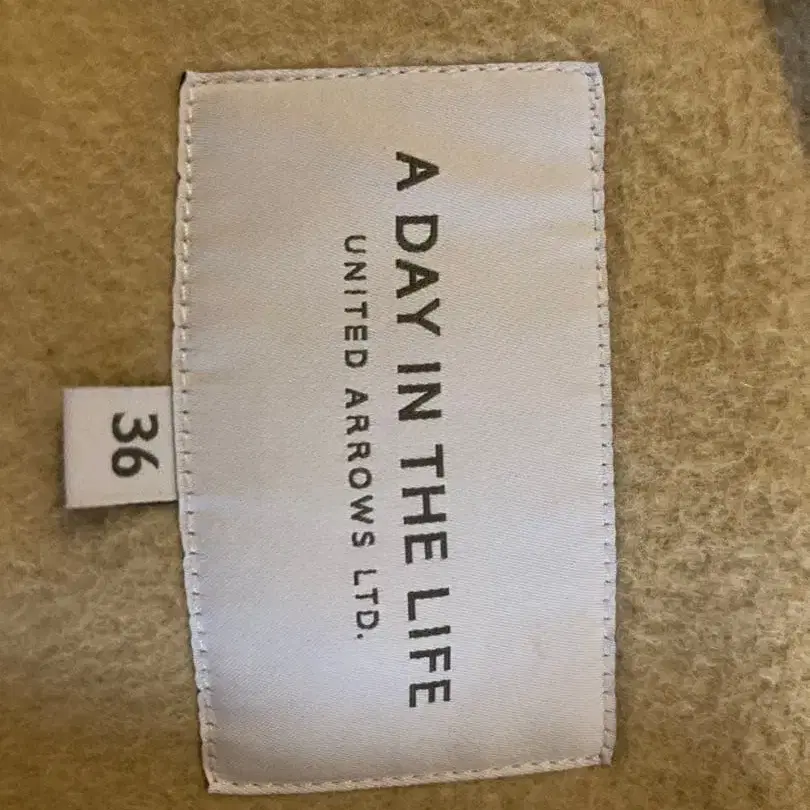 A DAY IN THE LIFE
UNITED ARROWS LTD.
36